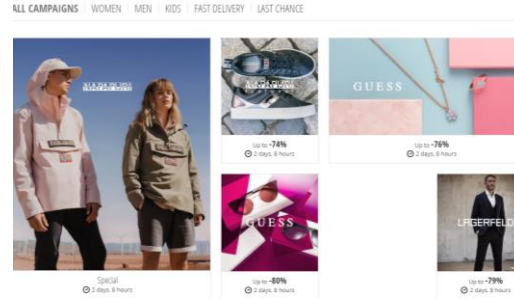 ALL CAMPAIGNS | WOMEN | MEN | KIDS | FAST DELIVERY | LAST CHANCE
NAPAPIJRI
NAPAPIJRI
GUESS
Up to -74%
2 days, 8 hours
Up to -76%
2 days, 8 hours
GUESS
LAGERFELD
Special
2 days, 8 hours
Up to -80%
2 days, 8 hours
Up to -79%
2 days, 8 hours